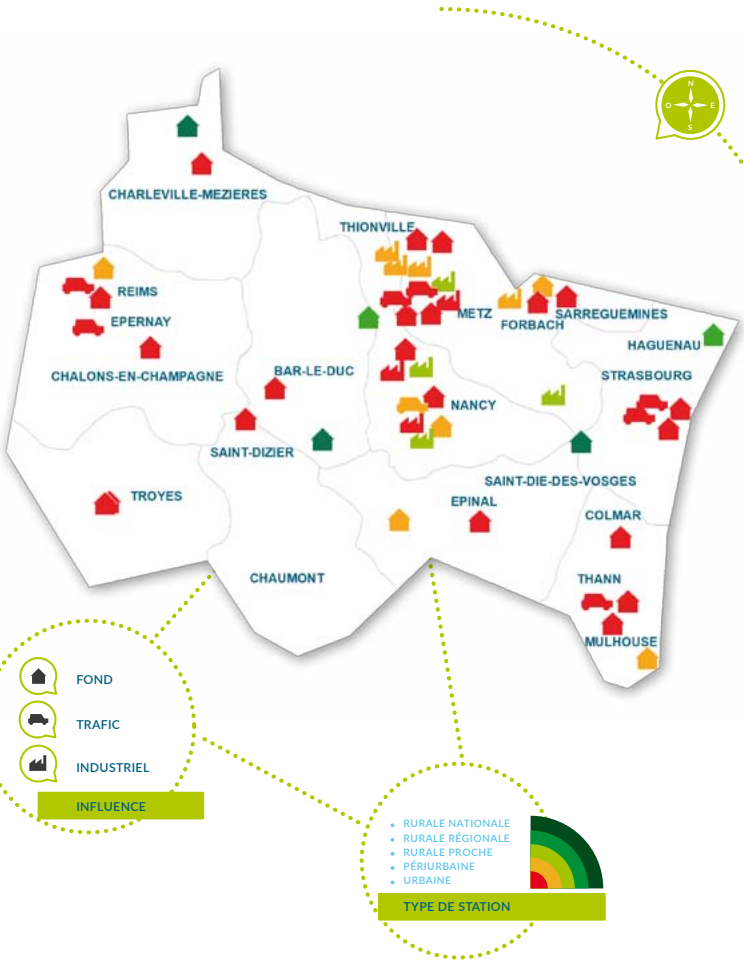 N
O E
S
CHARLEVILLE-MEZIERES
THIONVILLE
REIMS
METZ
SARREGUEMINES
EPERNAY
FORBACH
HAGUENAU
BAR-LE-DUC
CHALONS-EN-CHAMPAGNE
STRASBOURG
NANCY
SAINT-DIZIER
SAINT-DIE-DES-VOSGES
TROYES
EPINAL
COLMAR
CHAUMONT
THANN
MULHOUSE
FOND
TRAFIC
INDUSTRIEL
INFLUENCE
• RURALE NATIONALE
• RURALE RÉGIONALE
• RURALE PROCHE
• PÉRIURBAINE
• URBAINE
TYPE DE STATION